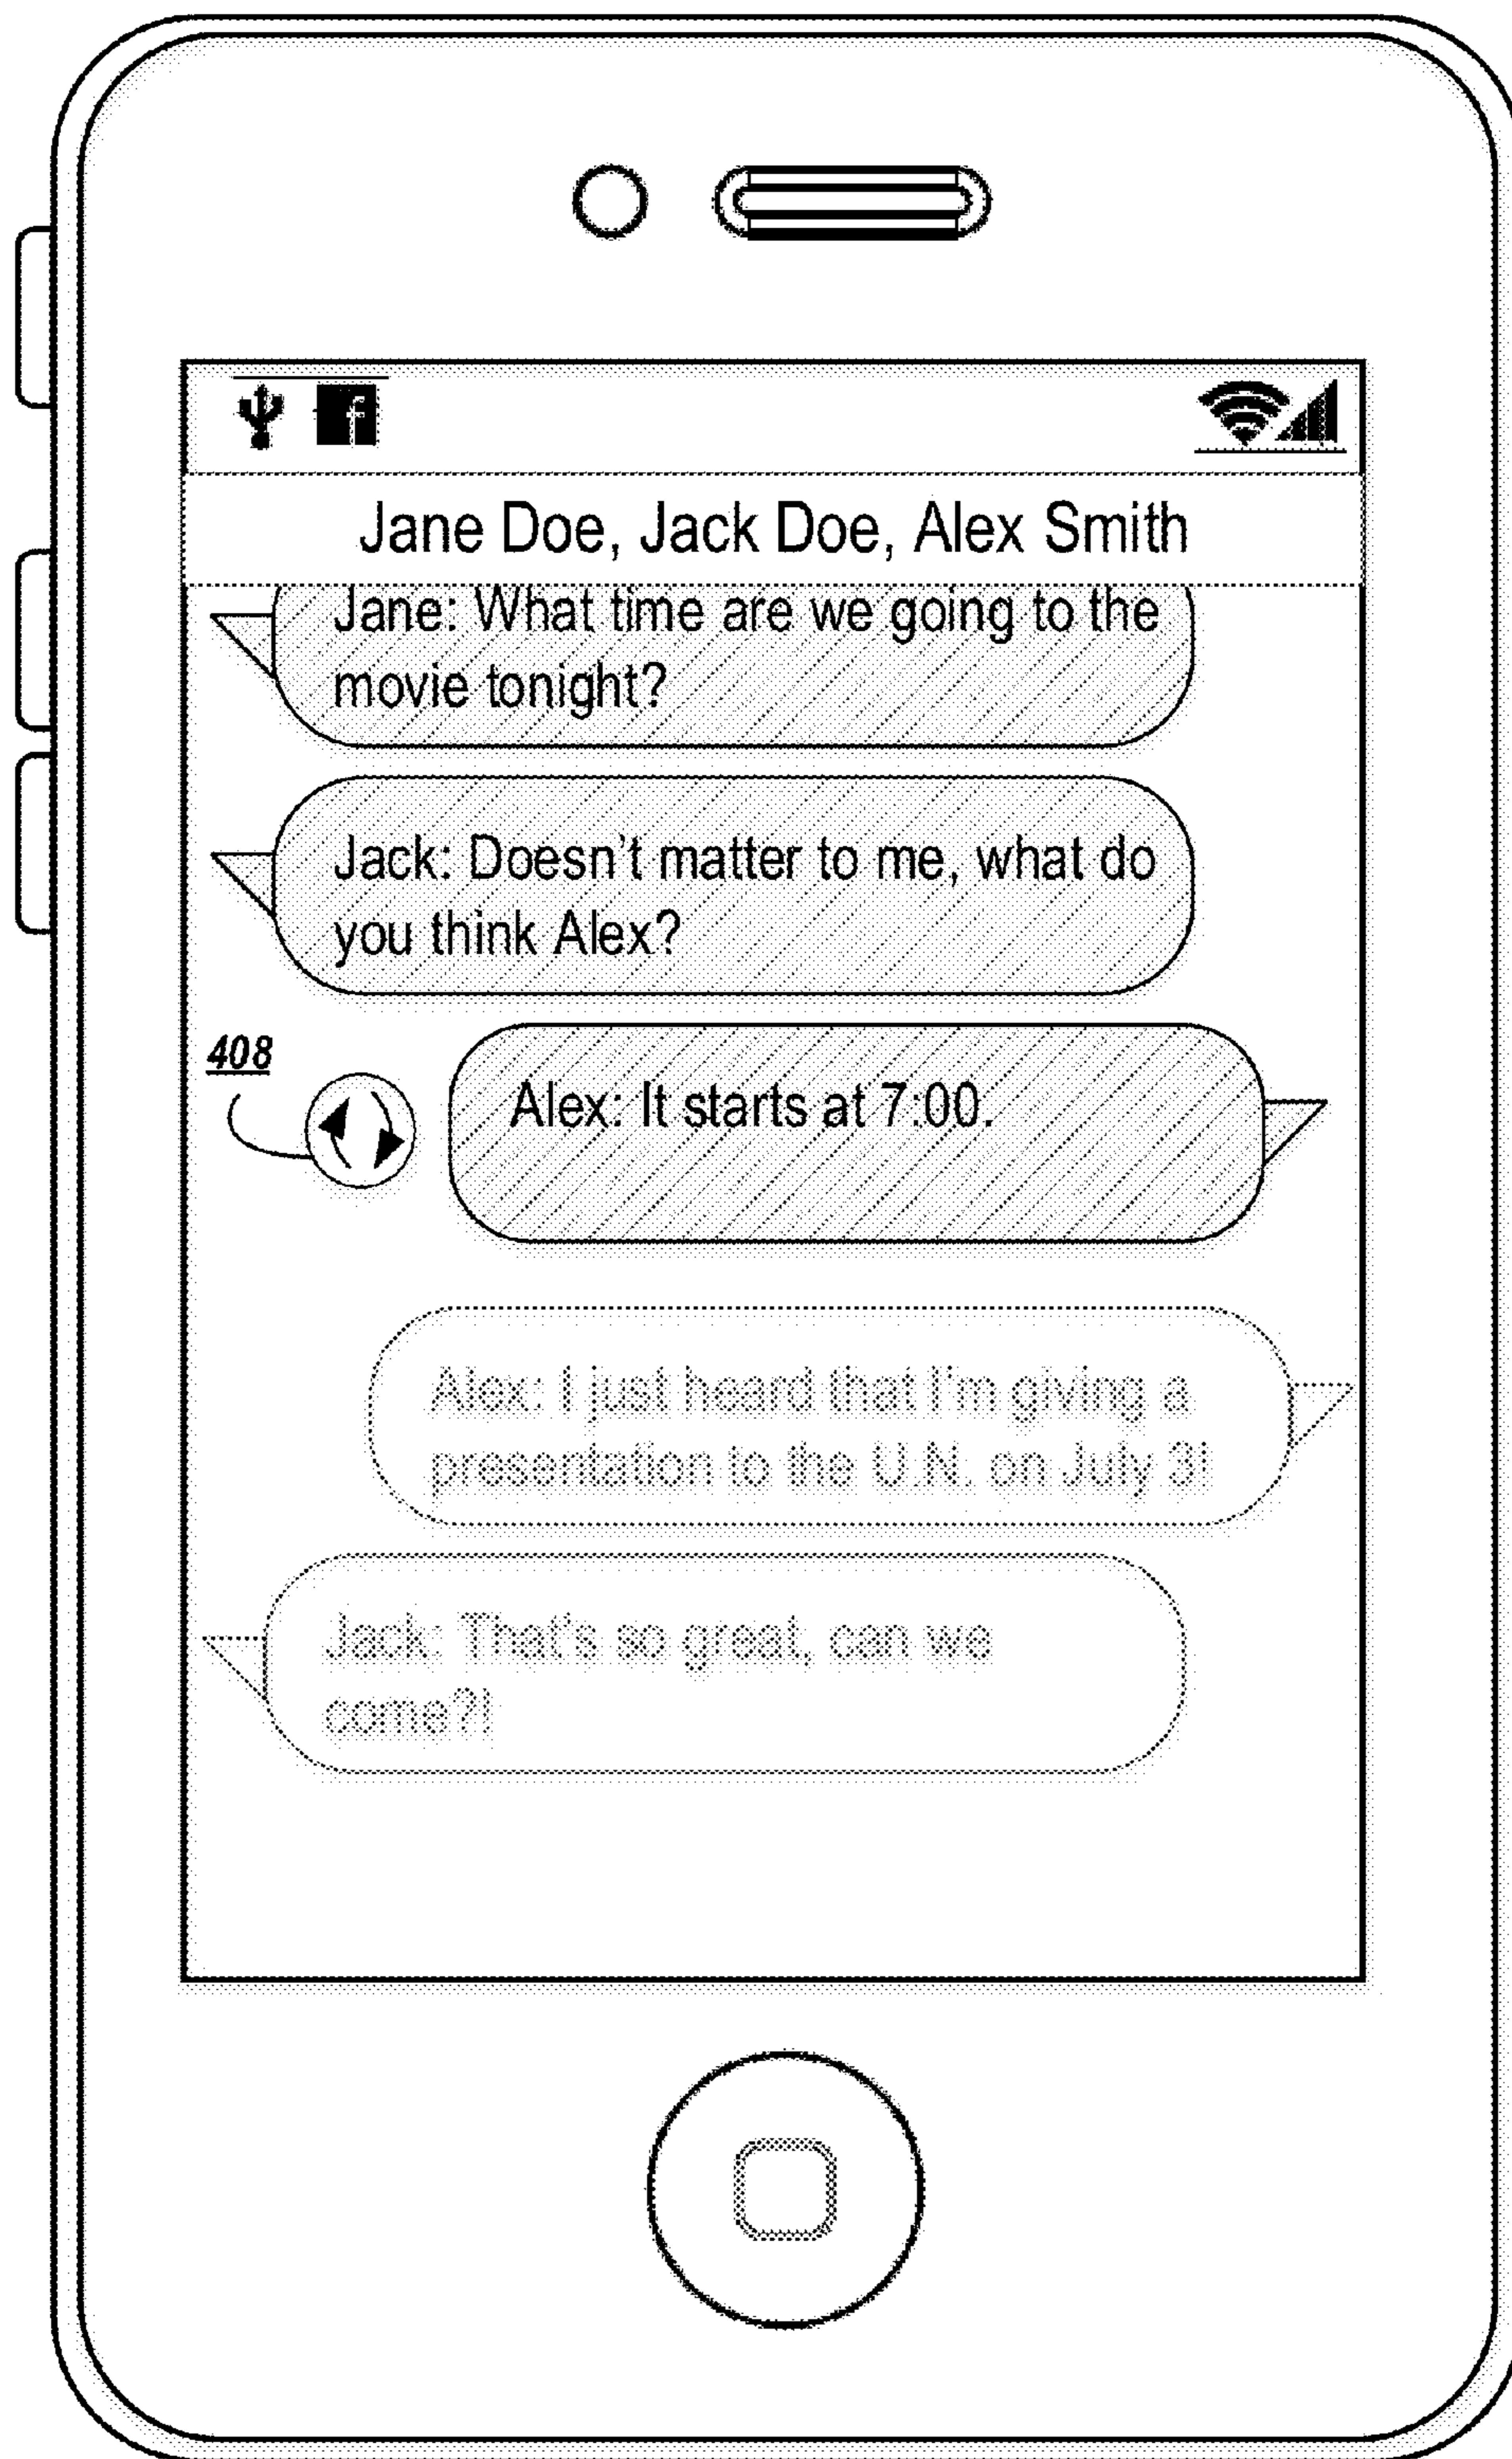 Jane Doe, Jack Doe, Alex Smith
Jane: What time are we going to the
movie tonight?
Jack: Doesn't matter to me, what do
you think Alex?
408
Alex: It starts at 7:00.
Alex: I just heard that I'm giving a
presentation to the U.N. on July 3!
Jack: That's so great, can we
come?!